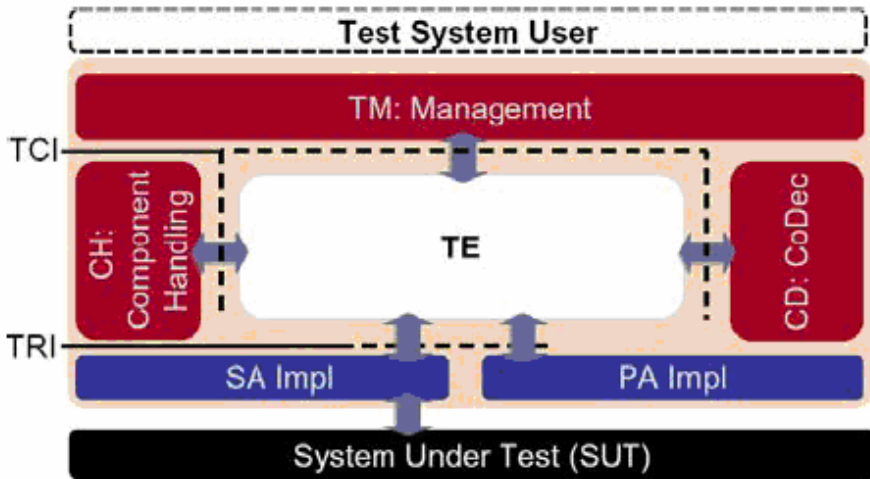 Test System User
TM: Management
TCI
CH:
Component
Handling
TE
CD: CoDec
TRI
SA Impl
PA Impl
System Under Test (SUT)